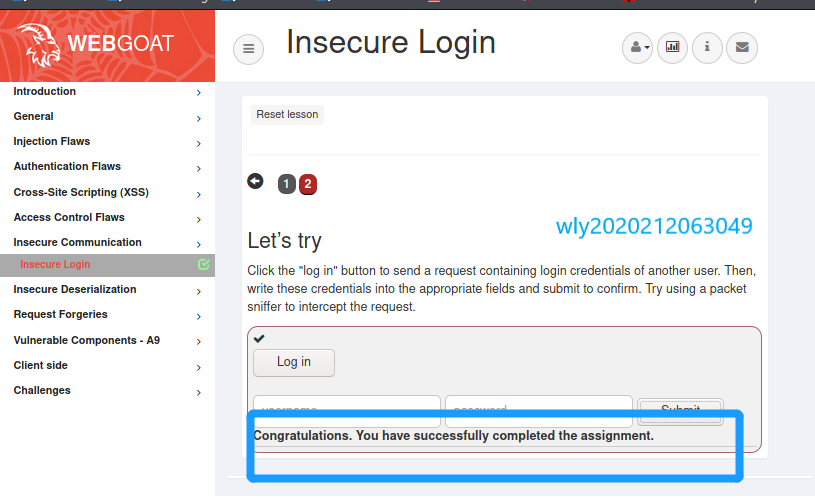 WEBGOAT
Insecure Login
Introduction
General
Injection Flaws
Authentication Flaws
Cross-Site Scripting (XSS)
Access Control Flaws
Insecure Communication
Insecure Login
Insecure Deserialization
Request Forgeries
Vulnerable Components - A9
Client side
Challenges
Reset lesson
1 2
wly2020212063049
Let's try
Click the "log in" button to send a request containing login credentials of another user. Then,
write these credentials into the appropriate fields and submit to confirm. Try using a packet
sniffer to intercept the request.
Log in
username password Submit
Congratulations. You have successfully completed the assignment.